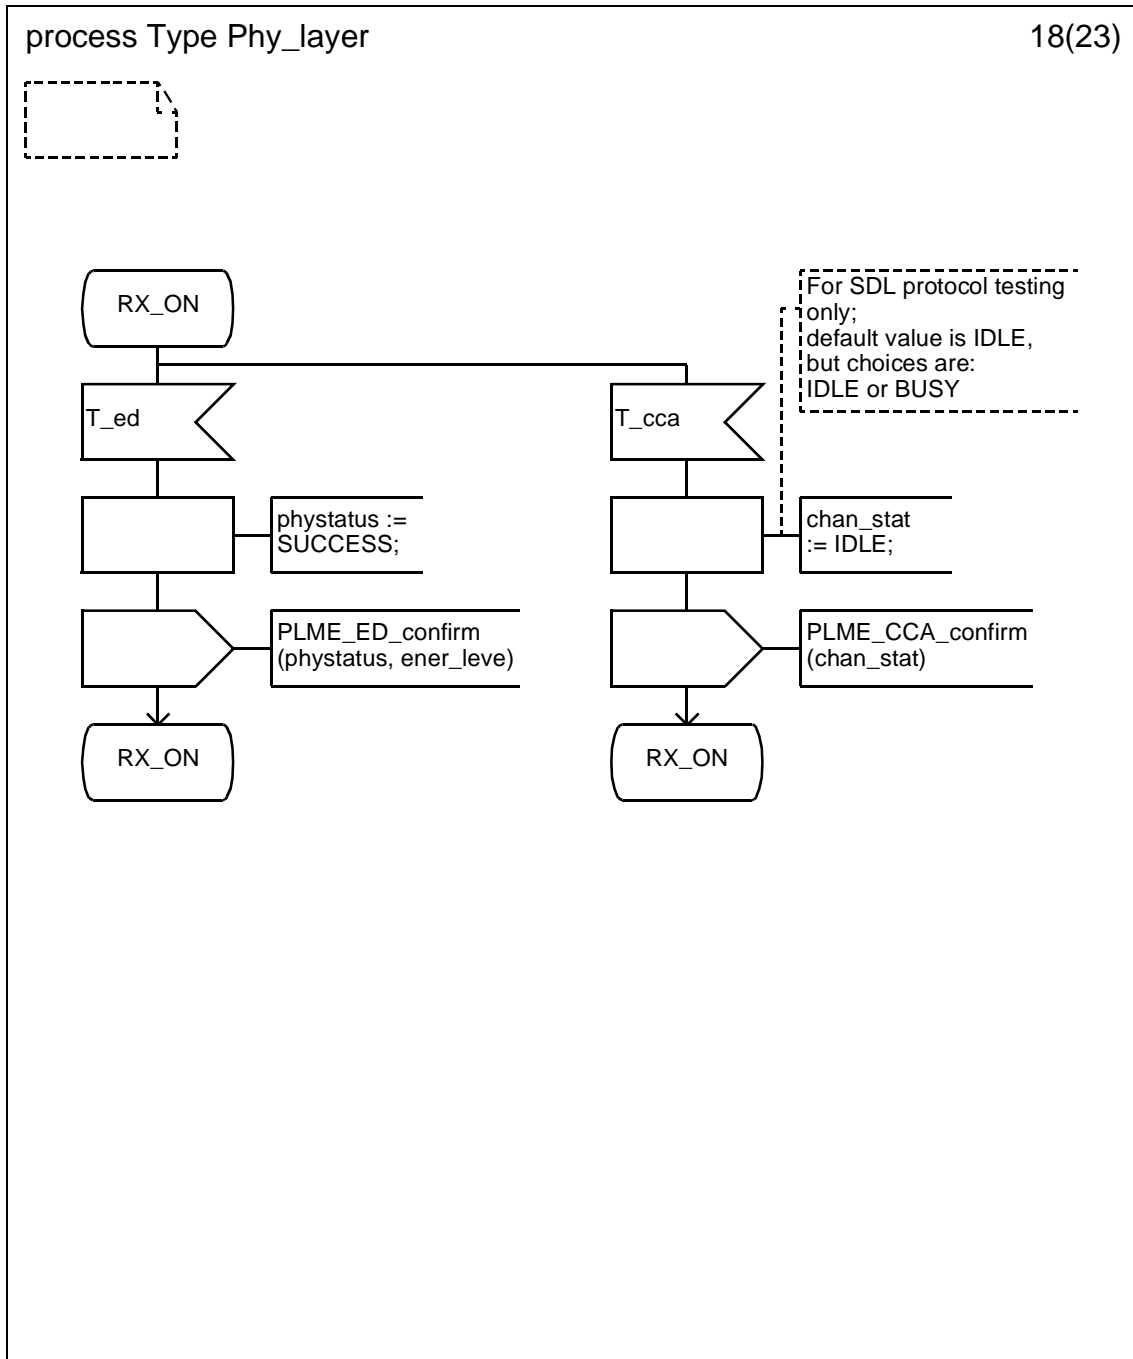 process Type Phy_layer
18(23)
RX_ON
For SDL protocol testing
only;
default value is IDLE,
but choices are:
IDLE or BUSY
T_ed
T_cca
phystatus :=
SUCCESS;
chan_stat
:= IDLE;
PLME_ED_confirm
(phystatus, ener_leve)
PLME_CCA_confirm
(chan_stat)
RX_ON
RX_ON